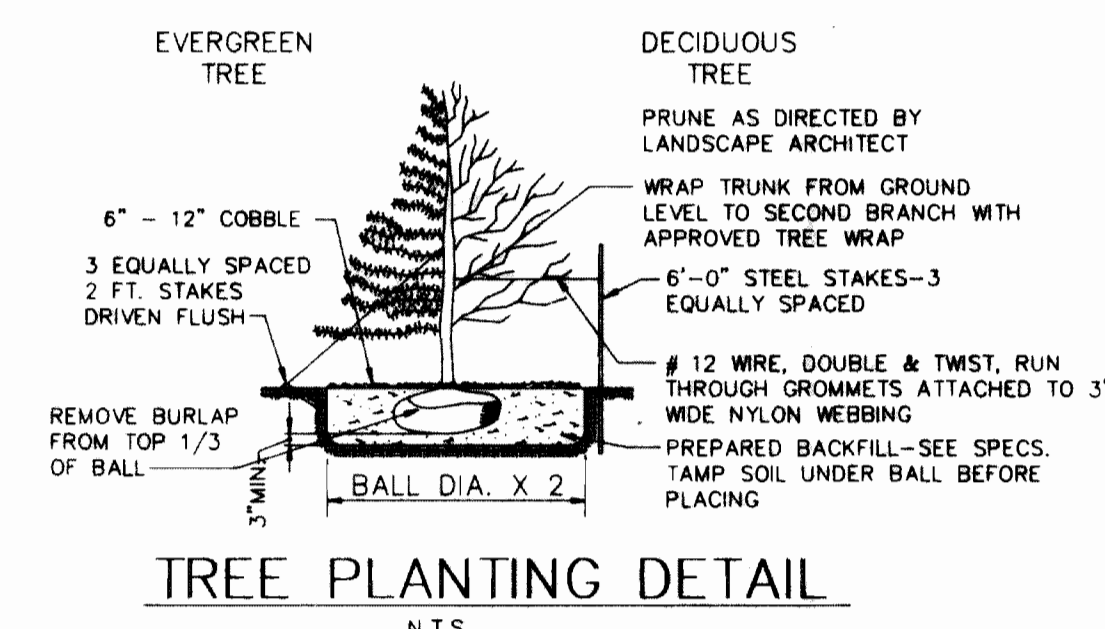 EVERGREEN
TREE
DECIDUOUS
TREE
PRUNE AS DIRECTED BY
LANDSCAPE ARCHITECT
WRAP TRUNK FROM GROUND
LEVEL TO SECOND BRANCH WITH
APPROVED TREE WRAP
6'-0" STEEL STAKES-3
EQUALLY SPACED
# 12 WIRE, DOUBLE & TWIST, RUN
THROUGH GROMMETS ATTACHED TO 3"
WIDE NYLON WEBBING
PREPARED BACKFILL-SEE SPECS.
TAMP SOIL UNDER BALL BEFORE
PLACING
6" - 12" COBBLE
3 EQUALLY SPACED
2 FT. STAKES
DRIVEN FLUSH
REMOVE BURLAP
FROM TOP 1/3
OF BALL
3"MIN.
BALL DIA. X 2
TREE PLANTING DETAIL
N.T.S.